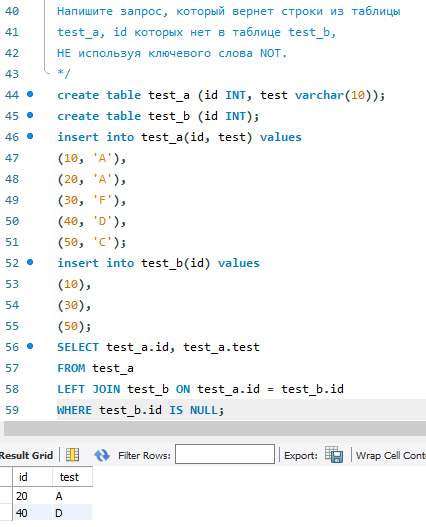 40 Напишите запрос, который вернет строки из таблицы
41 test_a, id которых нет в таблице test_b,
42 НЕ используя ключевого слова NOT.
43 */
44 create table test_a (id INT, test varchar(10));
45 create table test_b (id INT);
46 insert into test_a(id, test) values
47 (10, 'A'),
48 (20, 'A'),
49 (30, 'F'),
50 (40, 'D'),
51 (50, 'C');
52 insert into test_b(id) values
53 (10),
54 (30),
55 (50);
56 SELECT test_a.id, test_a.test
57 FROM test_a
58 LEFT JOIN test_b ON test_a.id = test_b.id
59 WHERE test_b.id IS NULL;
Result Grid Filter Rows: Export: Wrap Cell Conte
id test
20 A
40 D